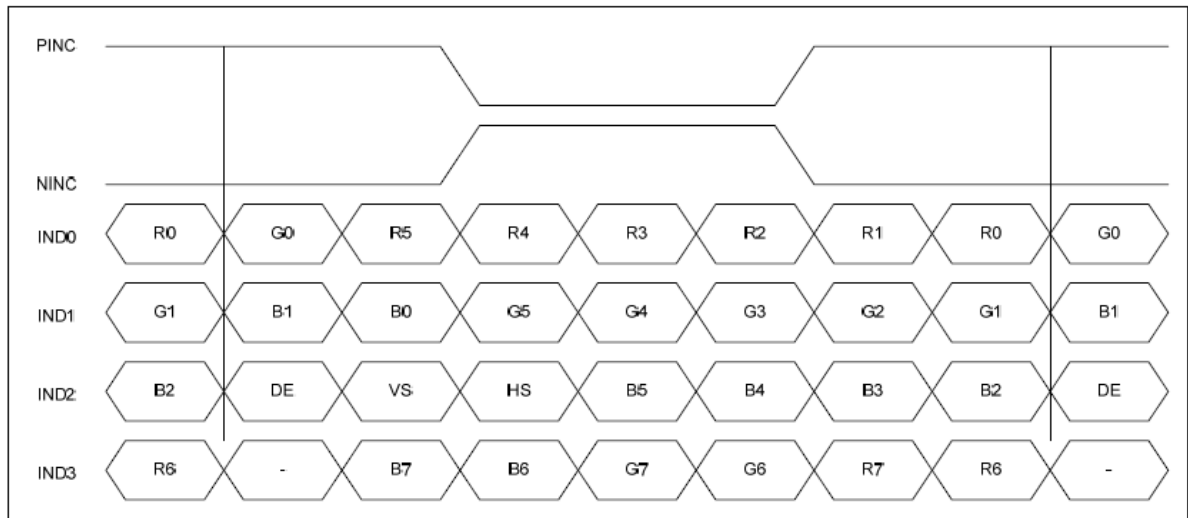 PINC
NINC
IND0 R0 G0 R5 R4 R3 R2 R1 R0 G0
IND1 G1 B1 B0 G5 G4 G3 G2 G1 B1
IND2 B2 DE VS HS B5 B4 B3 B2 DE
IND3 R6 - B7 B6 G7 G6 R7 R6 -